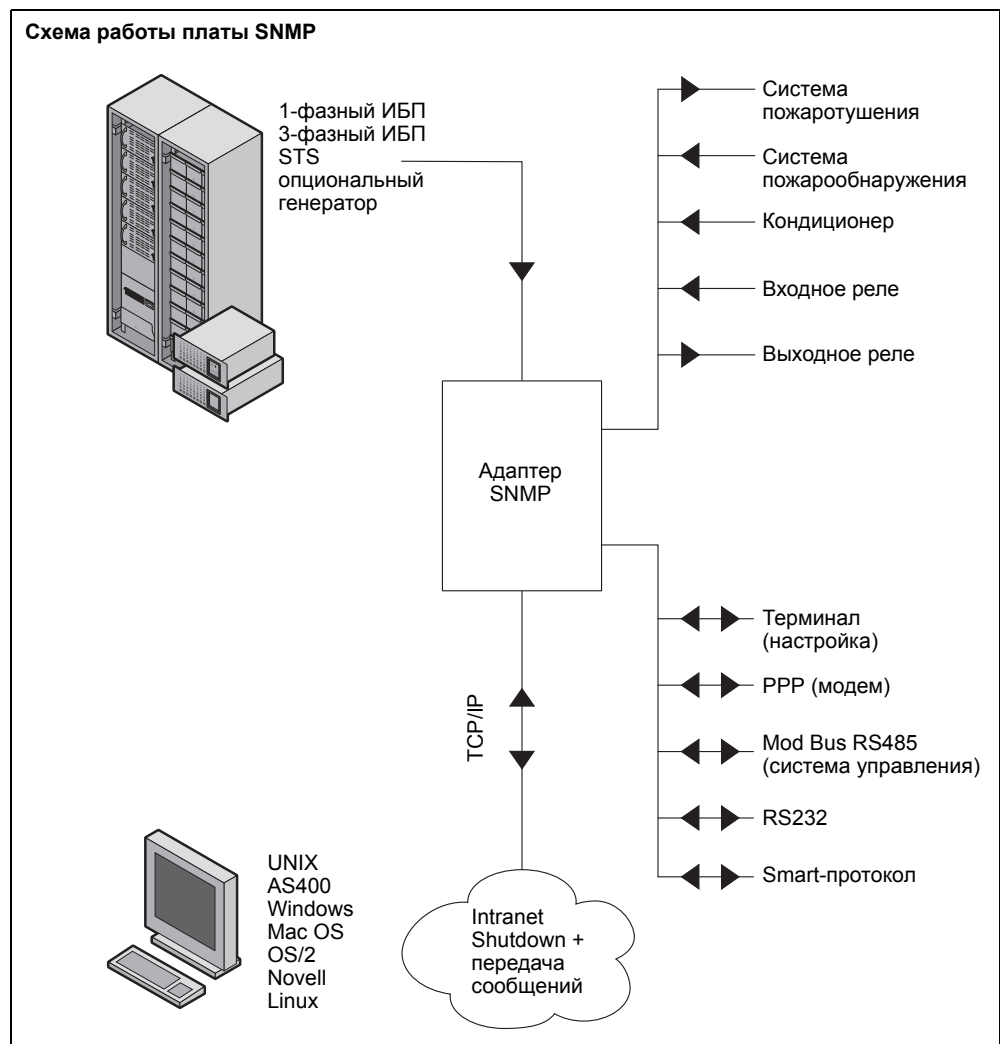 Схема работы платы SNMP
1-фазный ИБП
3-фазный ИБП
STS
опциональный
генератор
Система
пожаротушения
Система
пожарообнаружения
Кондиционер
Входное реле
Выходное реле
Адаптер
SNMP
Терминал
(настройка)
PPP (модем)
Mod Bus RS485
(система управления)
RS232
Smart-протокол
TCP/IP
UNIX
AS400
Windows
Mac OS
OS/2
Novell
Linux
Intranet
Shutdown +
передача
сообщений